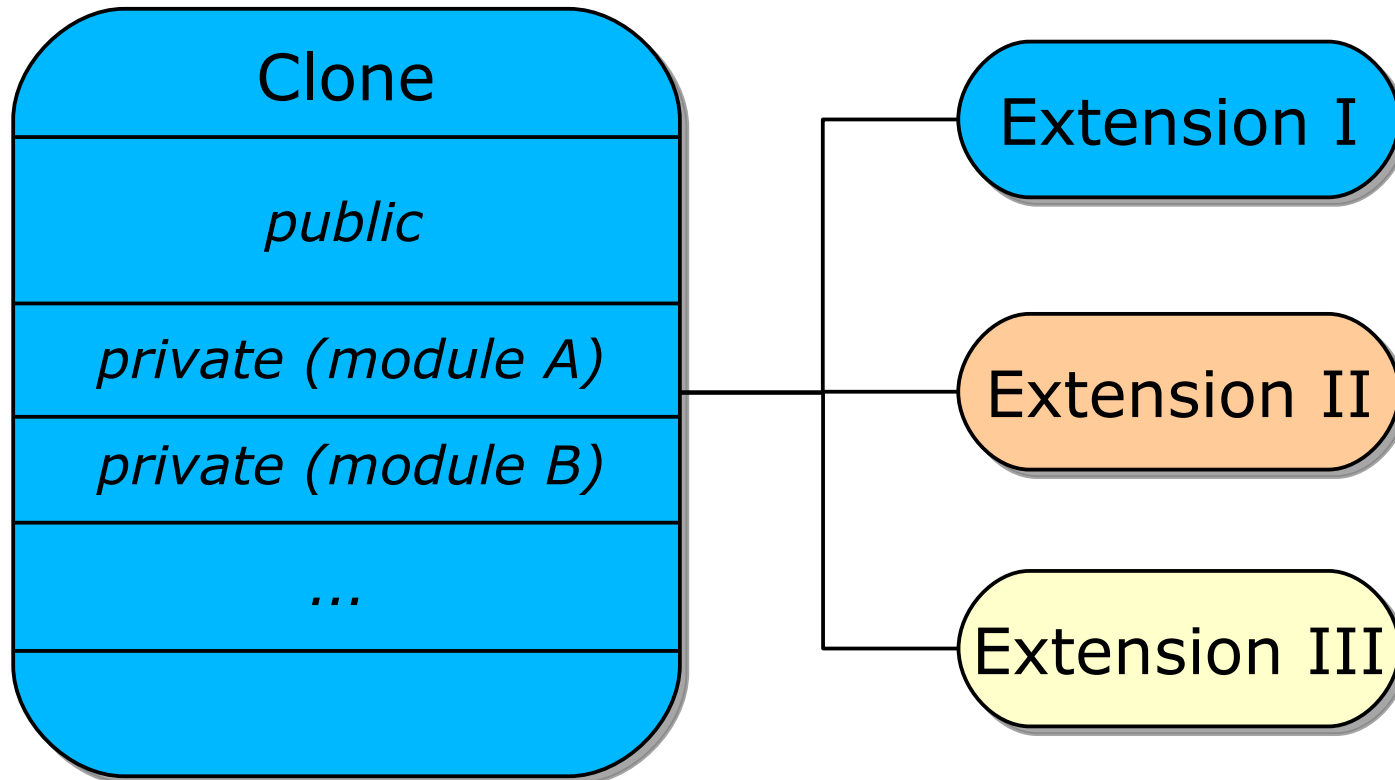 Clone
public
private (module A)
private (module B)
...
Extension I
Extension II
Extension III